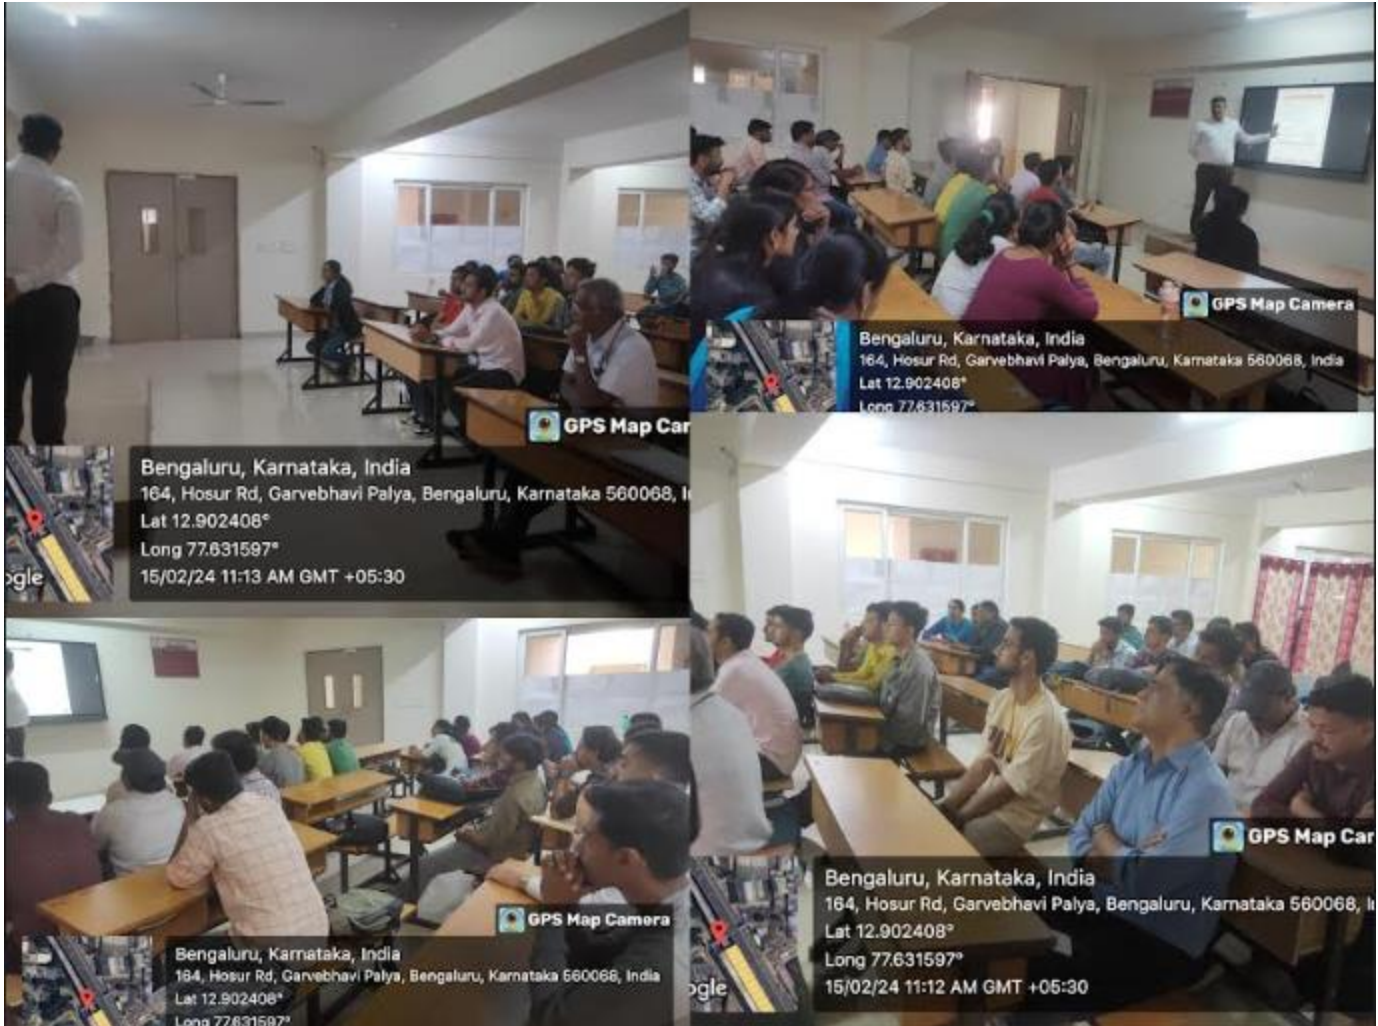 GPS Map Car
Bengaluru, Karnataka, India
164, Hosur Rd, Garvebhavi Palya, Bengaluru, Karnataka 560068, I
Lat 12.902408°
Long 77.631597°
15/02/24 11:13 AM GMT +05:30
ogle
GPS Map Camera
Bengaluru, Karnataka, India
164, Hosur Rd, Garvebhavi Palya, Bengaluru, Karnataka 560068, India
Lat 12.902408°
Long 77.631597°
GPS Map Camera
Bengaluru, Karnataka, India
164, Hosur Rd, Garvebhavi Palya, Bengaluru, Karnataka 560068, India
Lat 12.902408°
Long 77.631597°
GPS Map Car
Bengaluru, Karnataka, India
164, Hosur Rd, Garvebhavi Palya, Bengaluru, Karnataka 560068, I
Lat 12.902408°
Long 77.631597°
15/02/24 11:12 AM GMT +05:30
ogle